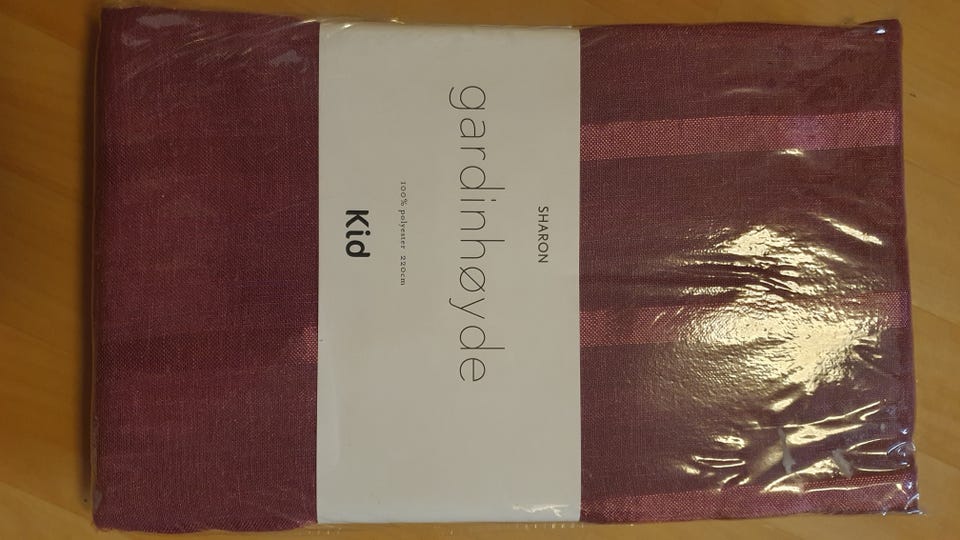 SHARON
gardinhøyde
100% polyester 220cm
Kid